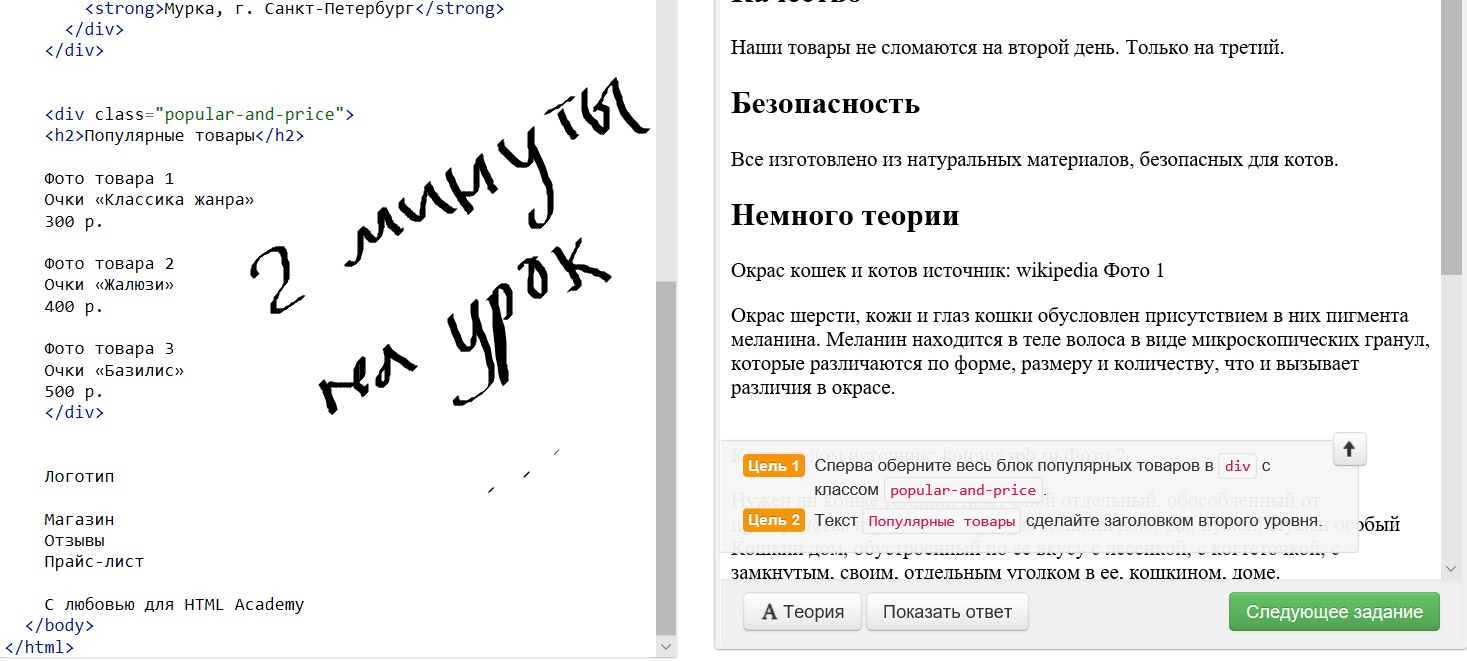 <strong>Мурка, г. Санкт-Петербург</strong>
</div>
</div>
<div class="popular-and-price">
<h2>Популярные товары</h2>
Фото товара 1
Очки «Классика жанра»
300 р.
Фото товара 2
Очки «Жалюзи»
400 р.
Фото товара 3
Очки «Базилис»
500 р.
</div>
Логотип
Магазин
Отзывы
Прайс-лист
С любовью для HTML Academy
</body>
</html>
2 минуты
урок
Качество
Наши товары не сломаются на второй день. Только на третий.
Безопасность
Все изготовлено из натуральных материалов, безопасных для котов.
Немного теории
Окрас кошек и котов источник: wikipedia Фото 1
Окрас шерсти, кожи и глаз кошки обусловлен присутствием в них пигмента
меланина. Меланин находится в теле волоса в виде микроскопических гранул,
которые различаются по форме, размеру и количеству, что и вызывает
различия в окрасе.
Цель 1 Сперва оберните весь блок популярных товаров в div с
классом popular-and-price.
Цель 2 Текст Популярные товары сделайте заголовком второго уровня.
замкнутым, своим, отдельным уголком в ее, кошкином, доме.
А Теория
Показать ответ
Следующее задание